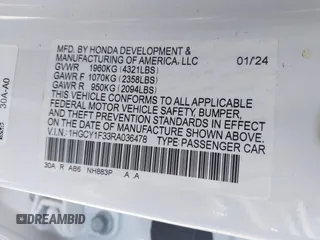 MFD. BY HONDA DEVELOPMENT &
MANUFACTURING OF AMERICA, LLC
GVWR 1960KG (4321LBS) 01/24
GAWR F 1070KG (2358LBS)
GAWR R 950KG (2094LBS)
THIS VEHICLE CONFORMS TO ALL APPLICABLE
FEDERAL MOTOR VEHICLE SAFETY, BUMPER,
AND THEFT PREVENTION STANDARDS IN EFFECT
ON THE DATE OF MANUFACTURE SHOWN ABOVE.
V.I.N.: 1HGCY1F33RA036478 TYPE: PASSENGER CAR
30A R AB6 NH883P A A
30A-A0
DREAMBID